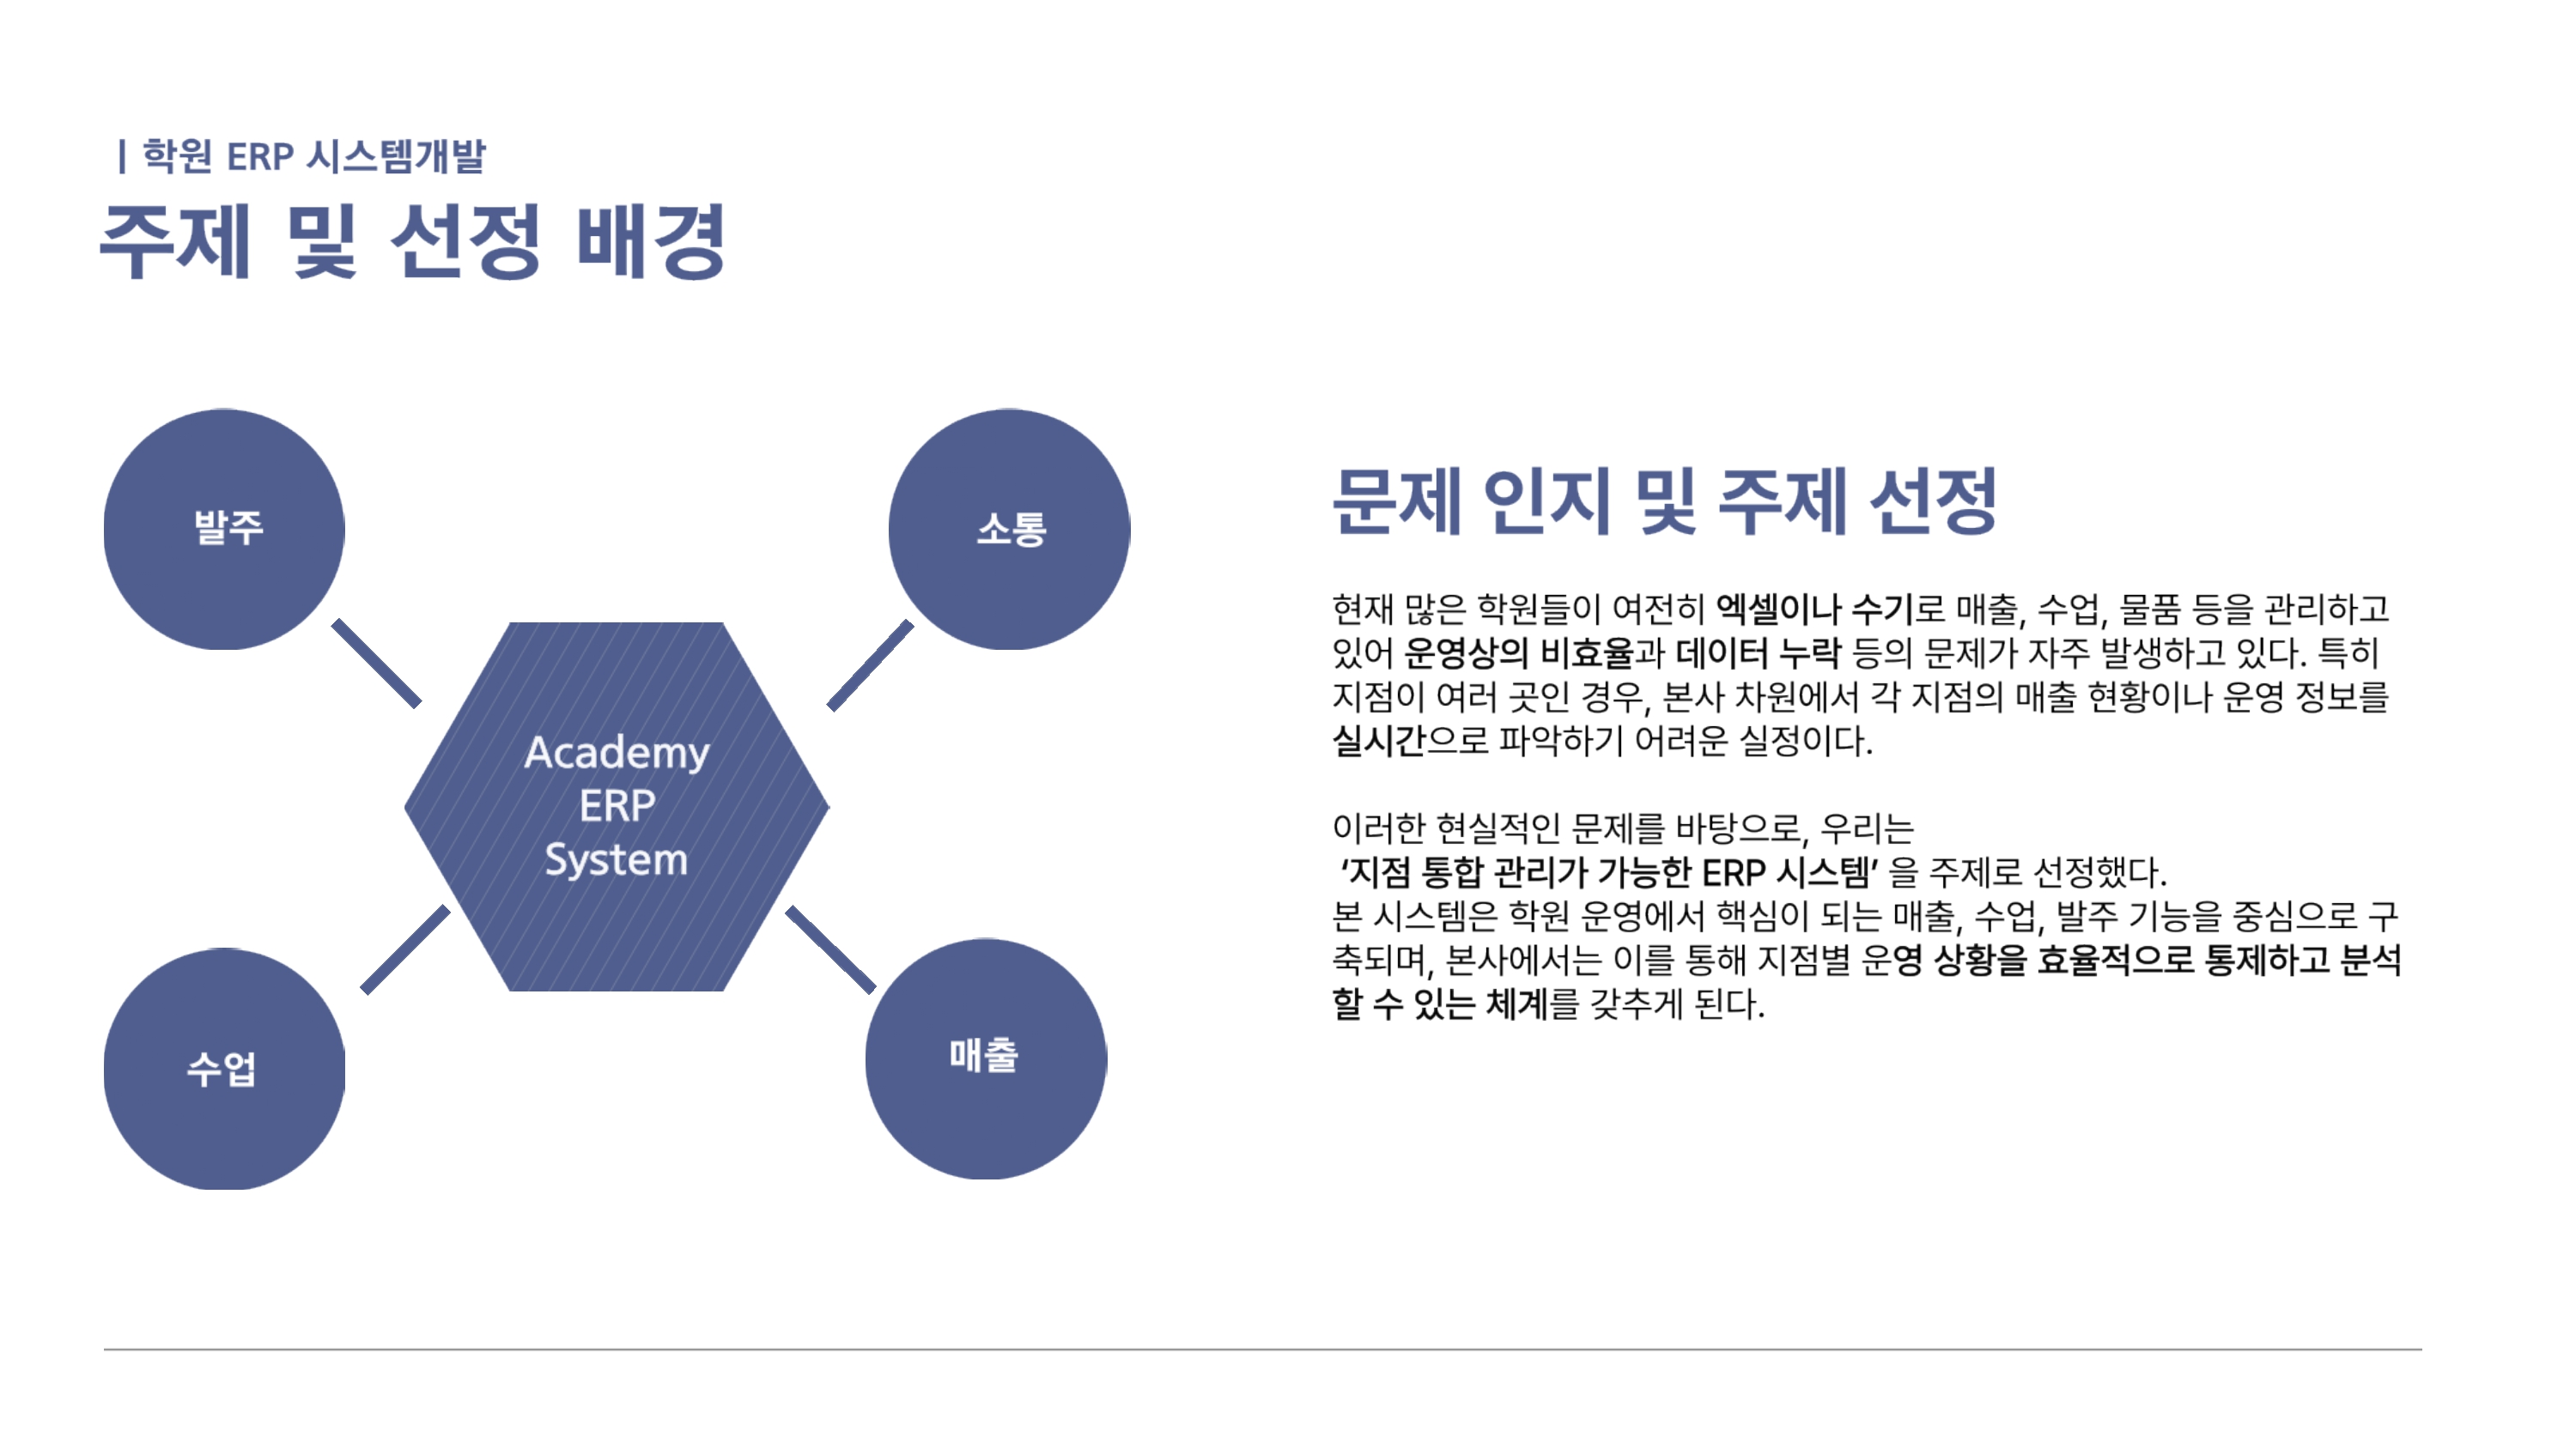 | 학원 ERP 시스템개발
주제 및 선정 배경
발주
소통
Academy
ERP
System
수업
매출
문제 인지 및 주제 선정
현재 많은 학원들이 여전히 엑셀이나 수기로 매출, 수업, 물품 등을 관리하고
있어 운영상의 비효율과 데이터 누락 등의 문제가 자주 발생하고 있다. 특히
지점이 여러 곳인 경우, 본사 차원에서 각 지점의 매출 현황이나 운영 정보를
실시간으로 파악하기 어려운 실정이다.
이러한 현실적인 문제를 바탕으로, 우리는
‘지점 통합 관리가 가능한 ERP 시스템’ 을 주제로 선정했다.
본 시스템은 학원 운영에서 핵심이 되는 매출, 수업, 발주 기능을 중심으로 구
축되며, 본사에서는 이를 통해 지점별 운영 상황을 효율적으로 통제하고 분석
할 수 있는 체계를 갖추게 된다.